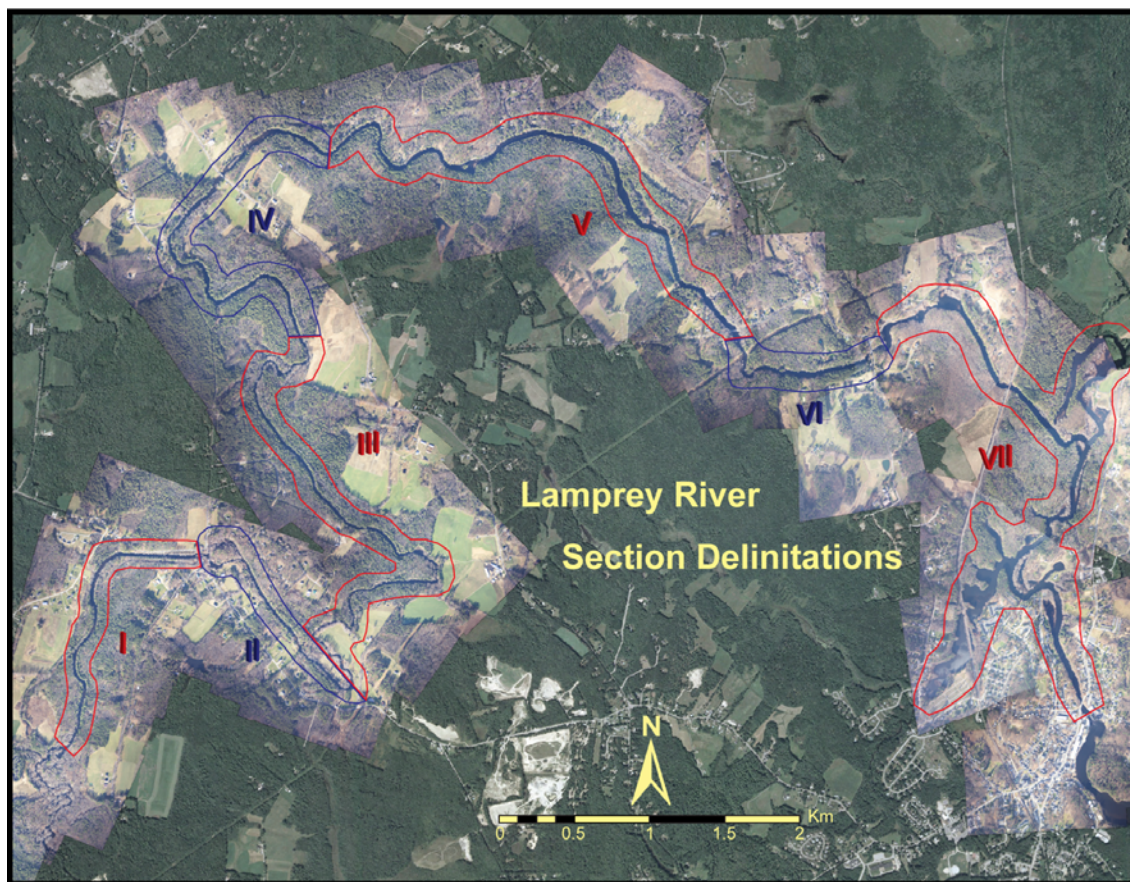 IV
V
VI
III
VII
Lamprey River
Section Delinitations
I
II
N
Km
0 0.5 1 1.5 2